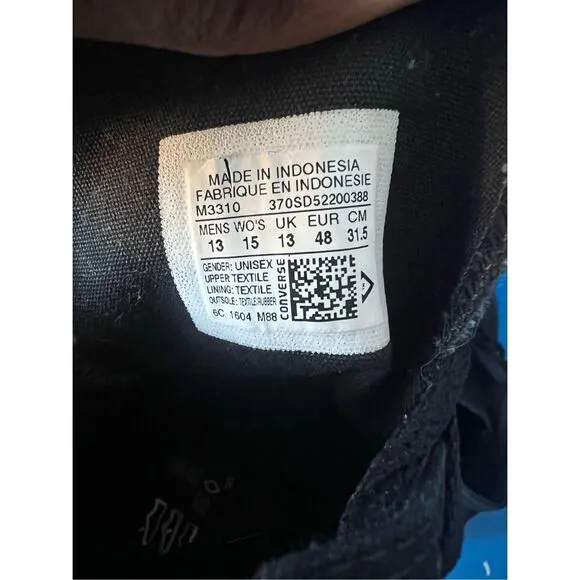 MADE IN INDONESIA
FABRIQUE EN INDONESIE
M3310 370SD52200388
MENS WO'S UK EUR CM
13 15 13 48 31.5
GENDER: UNISEX
UPPER: TEXTILE
LINING: TEXTILE
OUTSOLE: TEXTILE/RUBBER
6C 1604 M88
CONVERSE